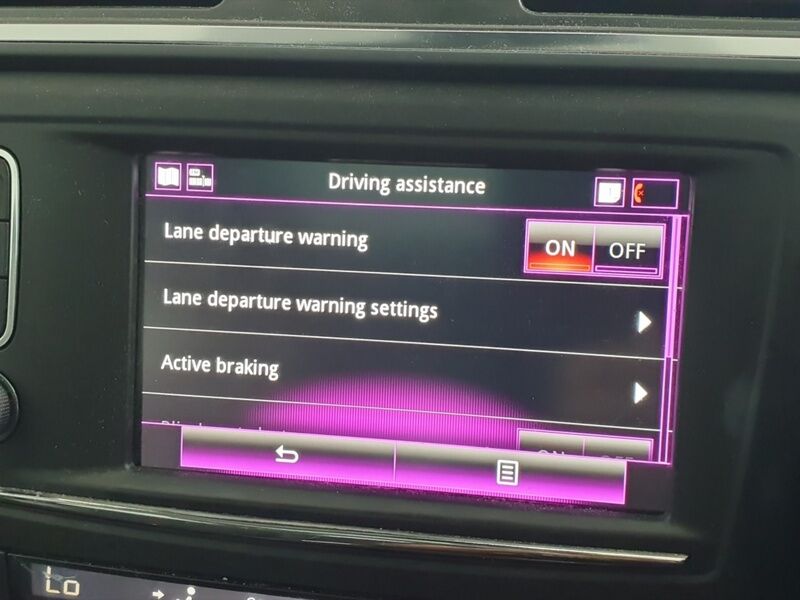 Driving assistance
Lane departure warning
ON OFF
Lane departure warning settings
Active braking
Lo